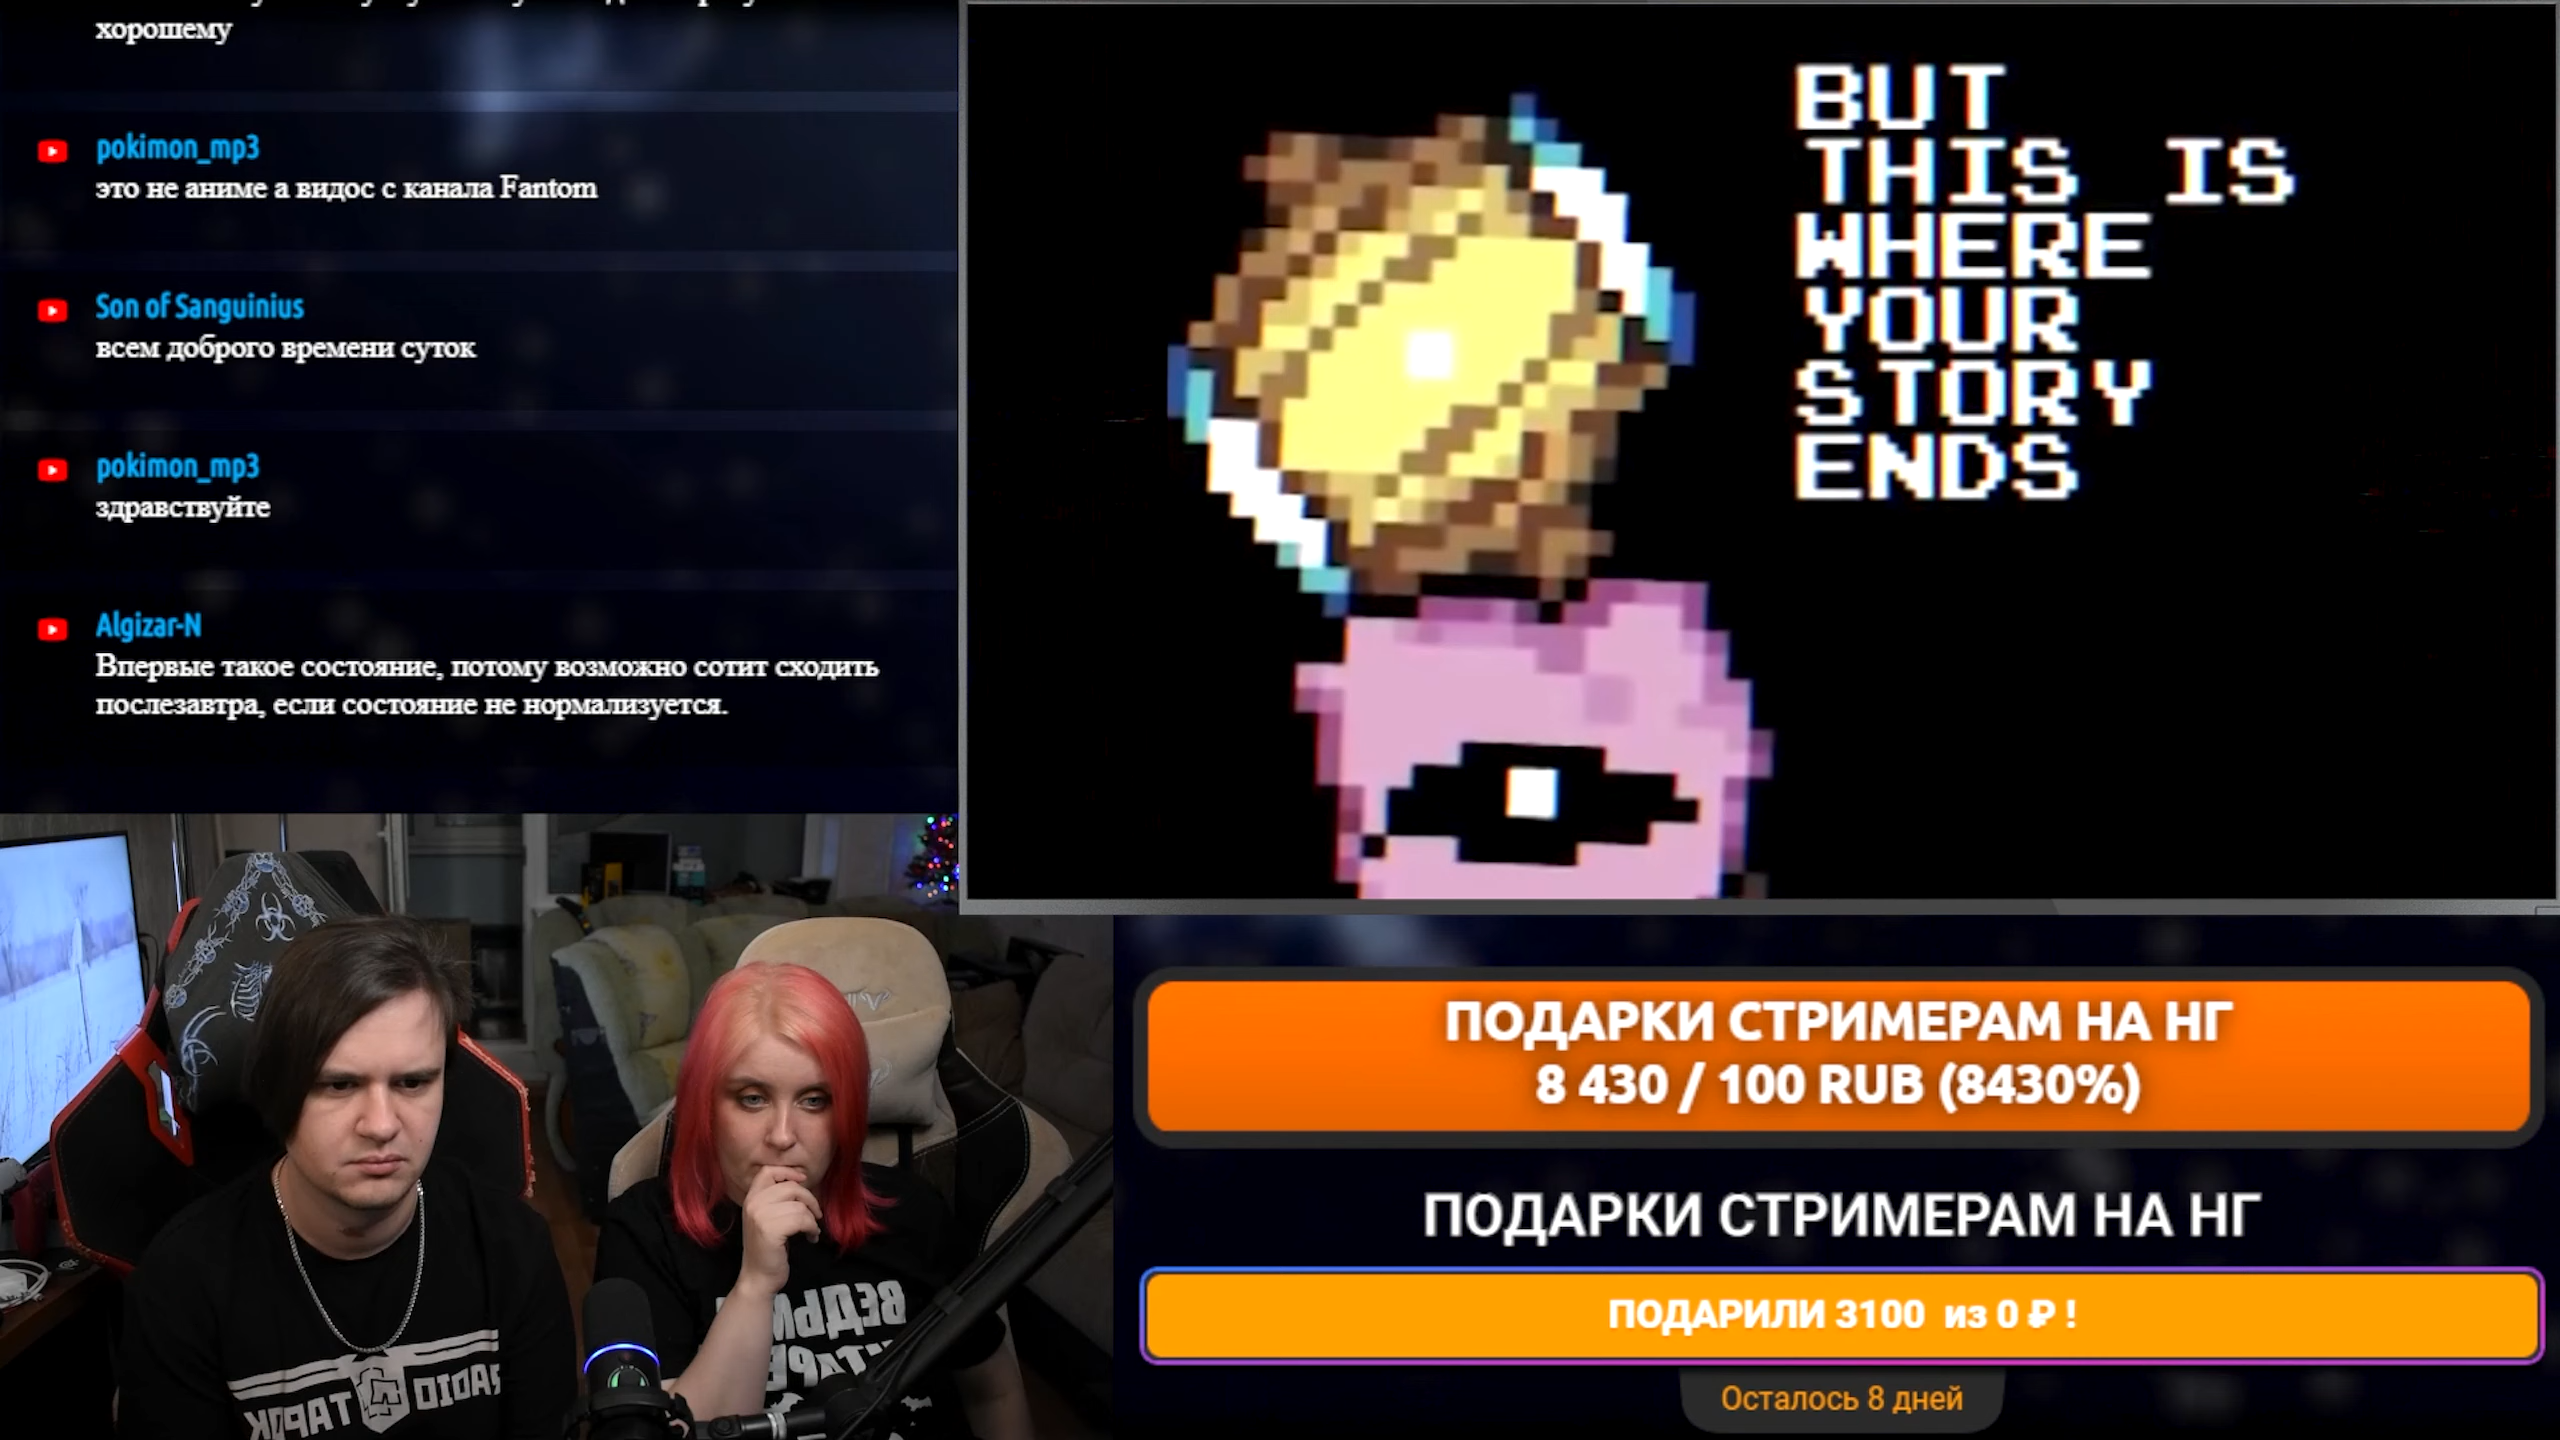 хорошему
pokimon_mp3
это не аниме а видос с канала Fantom
Son of Sanguinius
всем доброго времени суток
pokimon_mp3
здравствуйте
Algizar-N
Впервые такое состояние, потому возможно сотит сходить
послезавтра, если состояние не нормализуется.
BUT
THIS IS
WHERE
YOUR
STORY
ENDS
RADIO ТАРОК
ВЕДЬМ
ПОДАРКИ СТРИМЕРАМ НА НГ
8 430 / 100 RUB (8430%)
ПОДАРКИ СТРИМЕРАМ НА НГ
ПОДАРИЛИ 3100 из 0 ₽ !
Осталось 8 дней